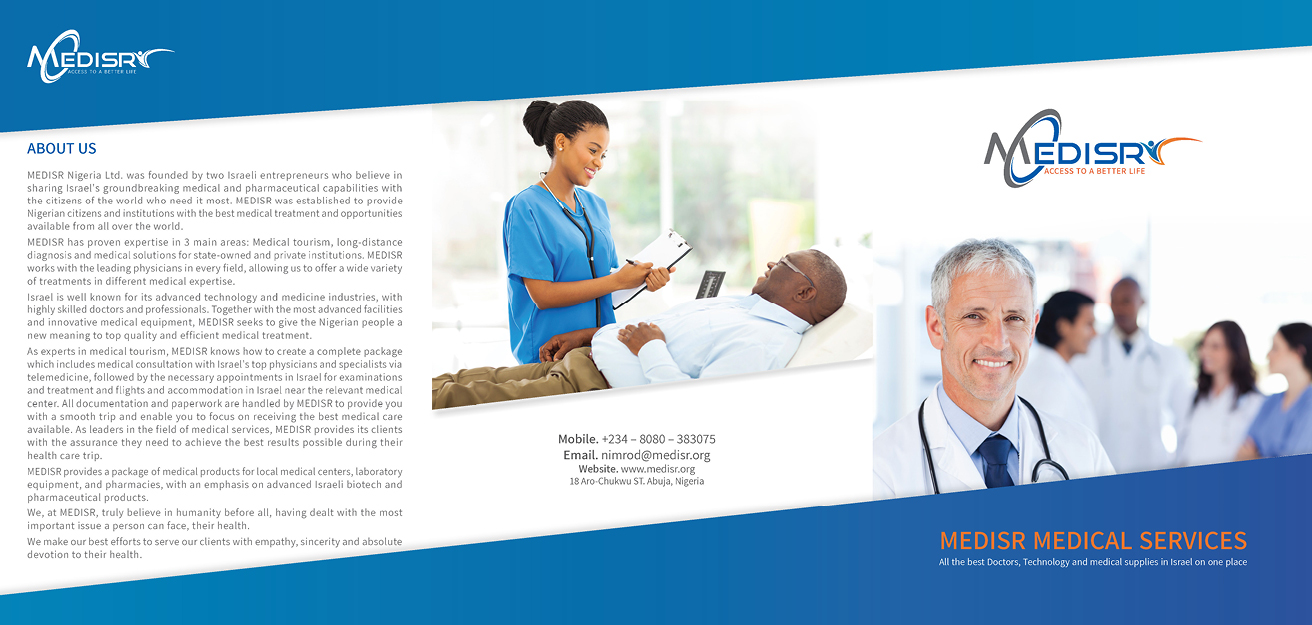 MEDISR
ACCESS TO A BETTER LIFE
ABOUT US
MEDISR Nigeria Ltd. was founded by two Israeli entrepreneurs who believe in
sharing Israel's groundbreaking medical and pharmaceutical capabilities with
the citizens of the world who need it most. MEDISR was established to provide
Nigerian citizens and institutions with the best medical treatment and opportunities
available from all over the world.
MEDISR has proven expertise in 3 main areas: Medical tourism, long-distance
diagnosis and medical solutions for state-owned and private institutions. MEDISR
works with the leading physicians in every field, allowing us to offer a wide variety
of treatments in different medical expertise.
Israel is well known for its advanced technology and medicine industries, with
highly skilled doctors and professionals. Together with the most advanced facilities
and innovative medical equipment, MEDISR seeks to give the Nigerian people a
new meaning to top quality and efficient medical treatment.
As experts in medical tourism, MEDISR knows how to create a complete package
which includes medical consultation with Israel's top physicians and specialists via
telemedicine, followed by the necessary appointments in Israel for examinations
and treatment and flights and accommodation in Israel near the relevant medical
center. All documentation and paperwork are handled by MEDISR to provide you
with a smooth trip and enable you to focus on receiving the best medical care
available. As leaders in the field of medical services, MEDISR provides its clients
with the assurance they need to achieve the best results possible during their
health care trip.
MEDISR provides a package of medical products for local medical centers, laboratory
equipment, and pharmacies, with an emphasis on advanced Israeli biotech and
pharmaceutical products.
We, at MEDISR, truly believe in humanity before all, having dealt with the most
important issue a person can face, their health.
We make our best efforts to serve our clients with empathy, sincerity and absolute
devotion to their health.
Mobile. +234 – 8080 – 383075
Email. nimrod@medisr.org
Website. www.medisr.org
18 Aro-Chukwu ST. Abuja, Nigeria
MEDISR
ACCESS TO A BETTER LIFE
MEDISR MEDICAL SERVICES
All the best Doctors, Technology and medical supplies in Israel on one place